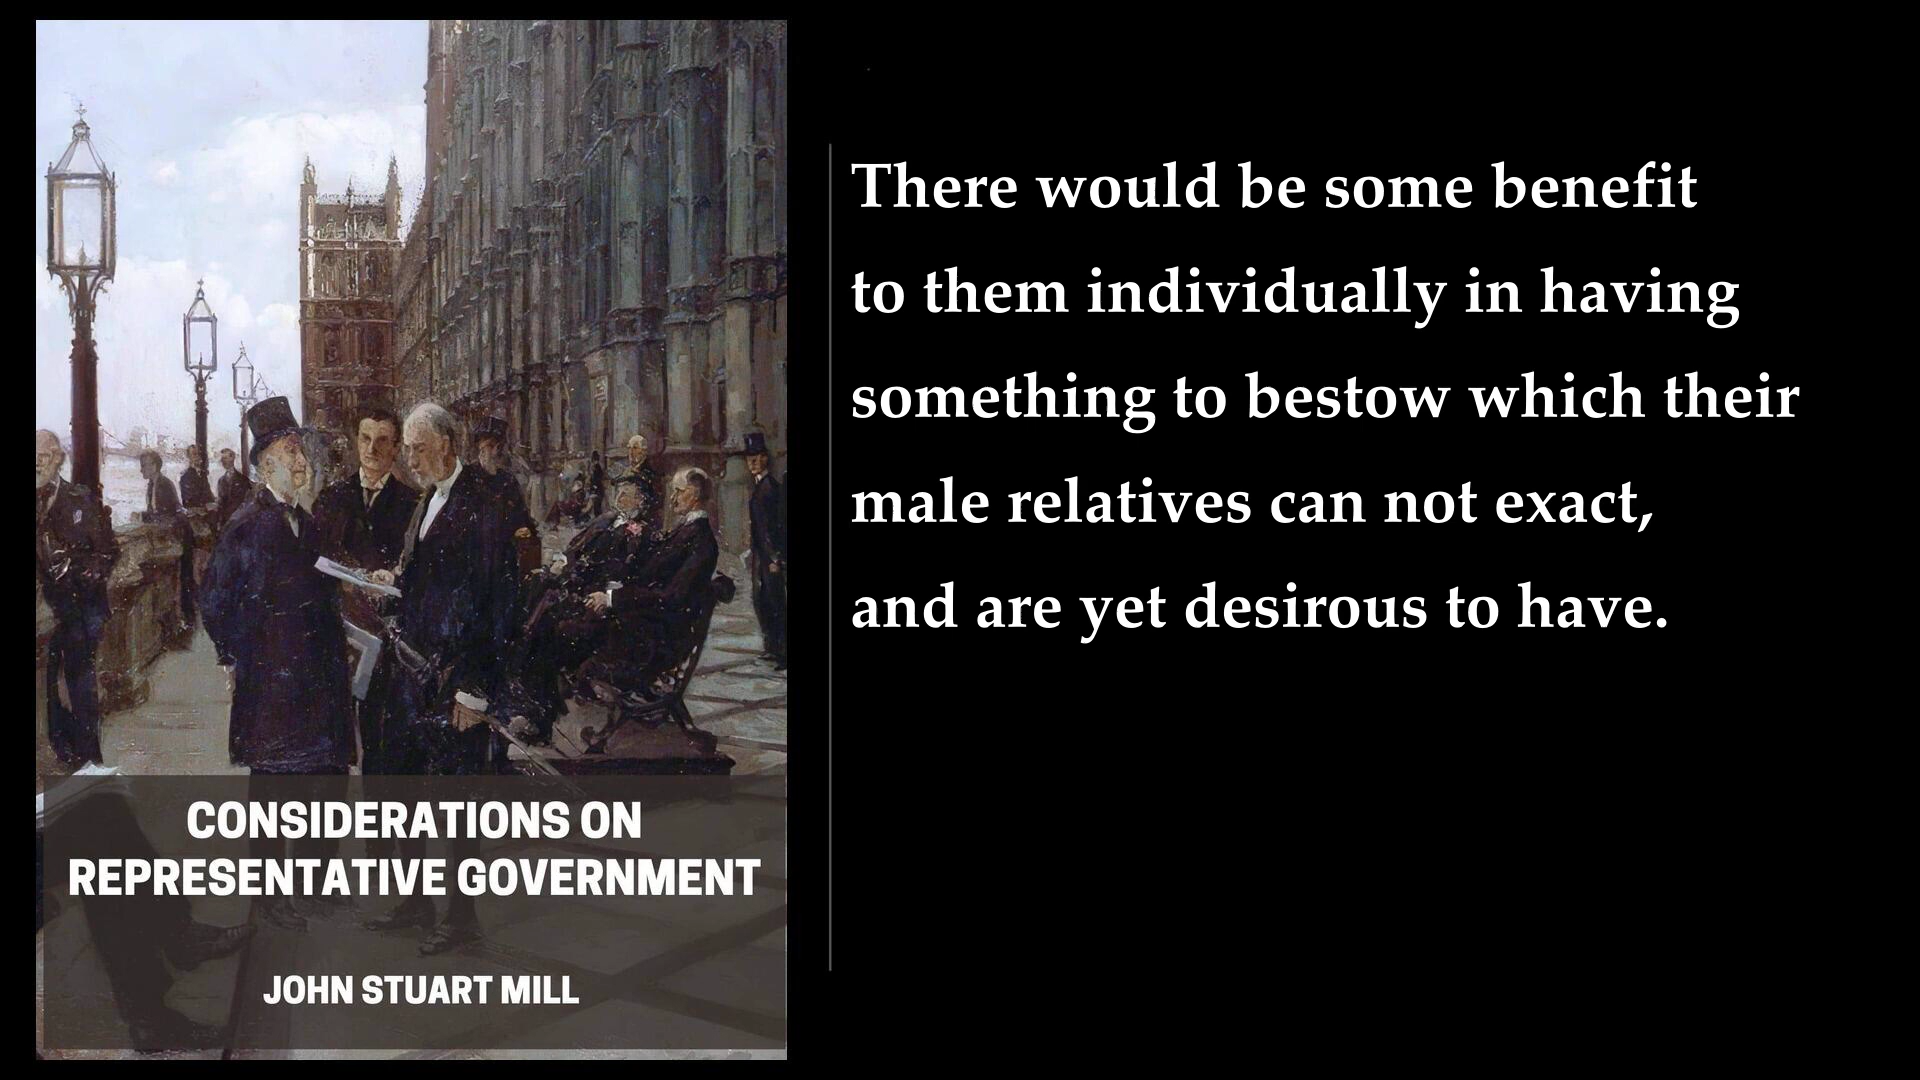 There would be some benefit
to them individually in having
something to bestow which their
male relatives can not exact,
and are yet desirous to have.
CONSIDERATIONS ON
REPRESENTATIVE GOVERNMENT
JOHN STUART MILL